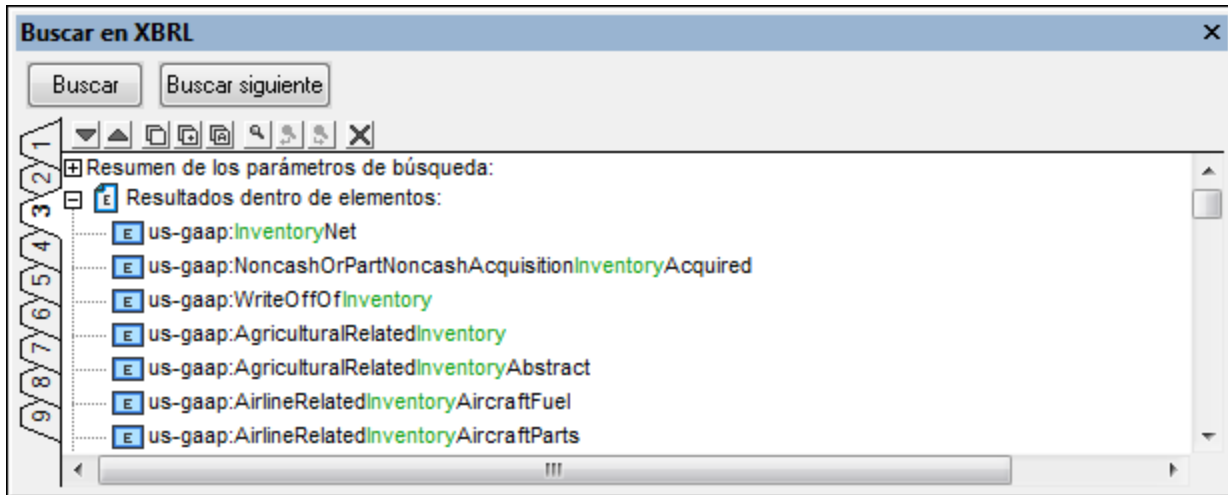 Buscar en XBRL
Buscar Buscar siguiente
1
2
3
4
5
6
7
8
9
Resumen de los parámetros de búsqueda:
Resultados dentro de elementos:
E us-gaap:InventoryNet
E us-gaap:NoncashOrPartNoncashAcquisitionInventoryAcquired
E us-gaap:WriteOffOfInventory
E us-gaap:AgriculturalRelatedInventory
E us-gaap:AgriculturalRelatedInventoryAbstract
E us-gaap:AirlineRelatedInventoryAircraftFuel
E us-gaap:AirlineRelatedInventoryAircraftParts